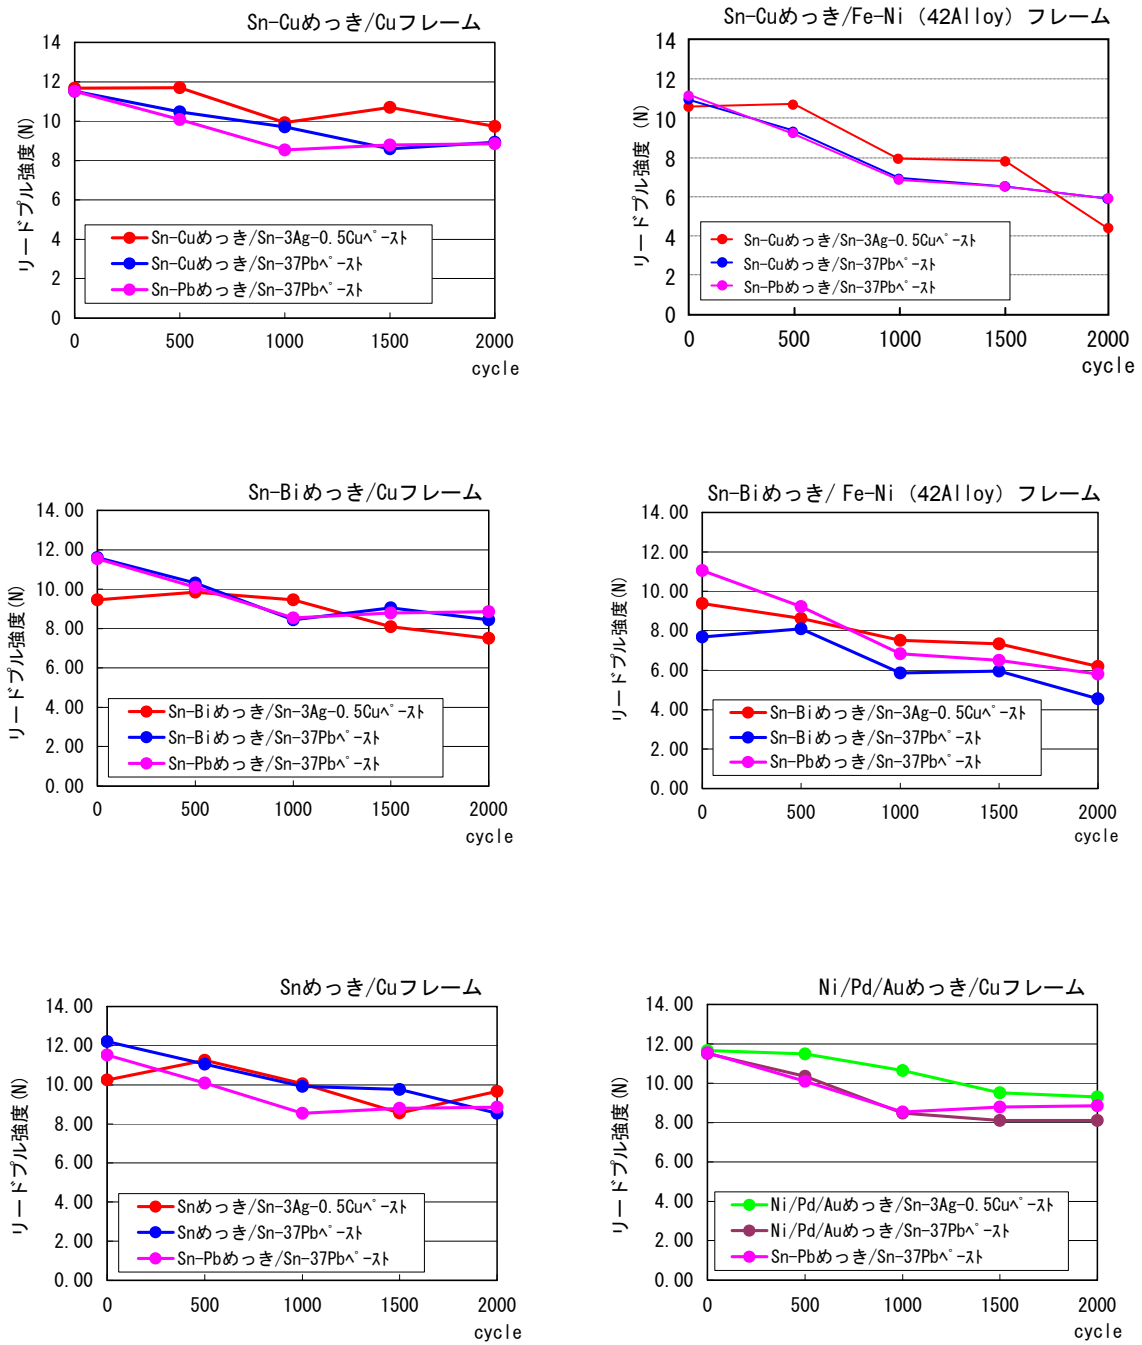 Sn-Cuめっき/Cuフレーム
14
12
10
8
6
4
2
0
リードプル強度(N)
Sn-Cuめっき/Sn-3Ag-0.5Cuペースト
Sn-Cuめっき/Sn-37Pbペースト
Sn-Pbめっき/Sn-37Pbペースト
0 500 1000 1500 2000
cycle
Sn-Cuめっき/Fe-Ni (42Alloy) フレーム
14
12
10
8
6
4
2
0
リードプル強度 (N)
Sn-Cuめっき/Sn-3Ag-0.5Cuペースト
Sn-Cuめっき/Sn-37Pbペースト
Sn-Pbめっき/Sn-37Pbペースト
0 500 1000 1500 2000
cycle
Sn-Biめっき/Cuフレーム
14.00
12.00
10.00
8.00
6.00
4.00
2.00
0.00
リードプル強度(N)
Sn-Biめっき/Sn-3Ag-0.5Cuペースト
Sn-Biめっき/Sn-37Pbペースト
Sn-Pbめっき/Sn-37Pbペースト
0 500 1000 1500 2000
cycle
Sn-Biめっき/ Fe-Ni (42Alloy) フレーム
14.00
12.00
10.00
8.00
6.00
4.00
2.00
0.00
リードプル強度(N)
Sn-Biめっき/Sn-3Ag-0.5Cuペースト
Sn-Biめっき/Sn-37Pbペースト
Sn-Pbめっき/Sn-37Pbペースト
0 500 1000 1500 2000
cycle
Snめっき/Cuフレーム
14.00
12.00
10.00
8.00
6.00
4.00
2.00
0.00
リードプル強度(N)
Snめっき/Sn-3Ag-0.5Cuペースト
Snめっき/Sn-37Pbペースト
Sn-Pbめっき/Sn-37Pbペースト
0 500 1000 1500 2000
cycle
Ni/Pd/Auめっき/Cuフレーム
14.00
12.00
10.00
8.00
6.00
4.00
2.00
0.00
リードプル強度(N)
Ni/Pd/Auめっき/Sn-3Ag-0.5Cuペースト
Ni/Pd/Auめっき/Sn-37Pbペースト
Sn-Pbめっき/Sn-37Pbペースト
0 500 1000 1500 2000
cycle